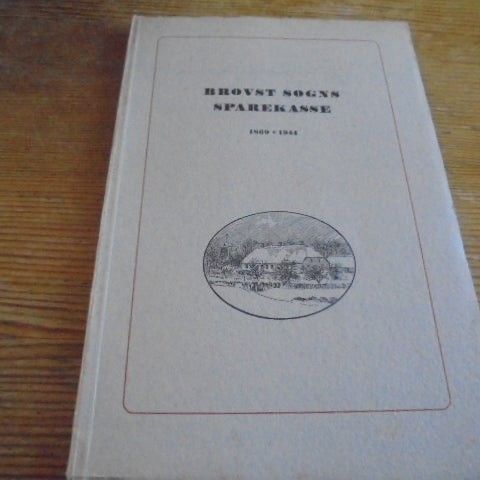 BROVST SOGNS
SPAREKASSE
1869 • 1944